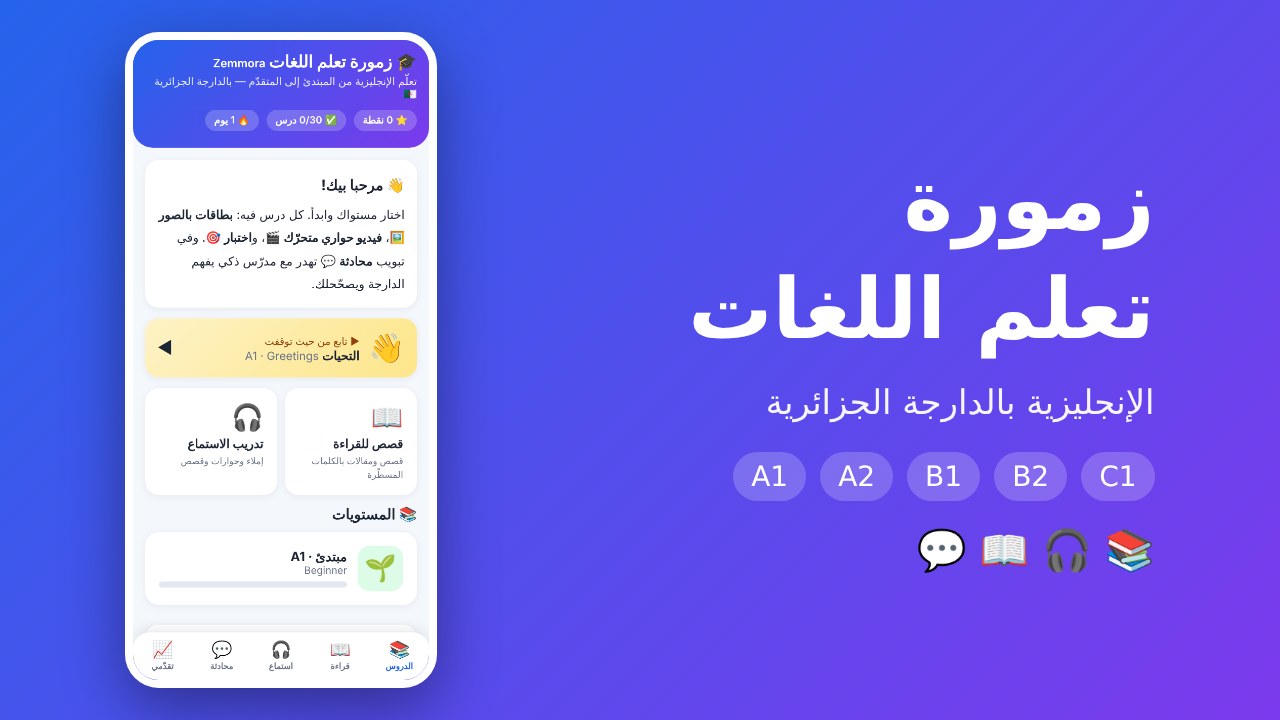 زمورة
تعلم اللغات
الإنجليزية بالدارجة الجزائرية
A1 A2 B1 B2 C1
🎓 زمورة تعلم اللغات Zemmora
تعلّم الإنجليزية من المبتدئ إلى المتقدّم — بالدارجة الجزائرية
🇩🇿
⭐ 0 نقطة ✅ 0/30 درس 🔥 1 يوم
👋 مرحبا بيك!
اختار مستواك وابدأ. كل درس فيه: بطاقات بالصور
🖼️، فيديو حواري متحرّك 🎬، واختبار 🎯. وفي
تبويب محادثة 💬 تهدر مع مدرّس ذكي يفهم
الدارجة ويصحّحلك.
▶ تابع من حيث توقفت
التحيات A1 · Greetings
قصص للقراءة
قصص ومقالات بالكلمات
المسطّرة
تدريب الاستماع
إملاء وحوارات وقصص
📚 المستويات
مبتدئ · A1
Beginner
الدروس قراءة استماع محادثة تقدّمي